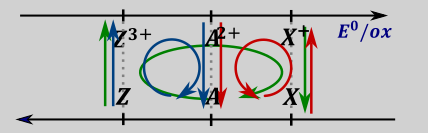 Z³⁺ A²⁺ X⁺
E⁰/ox
Z A X